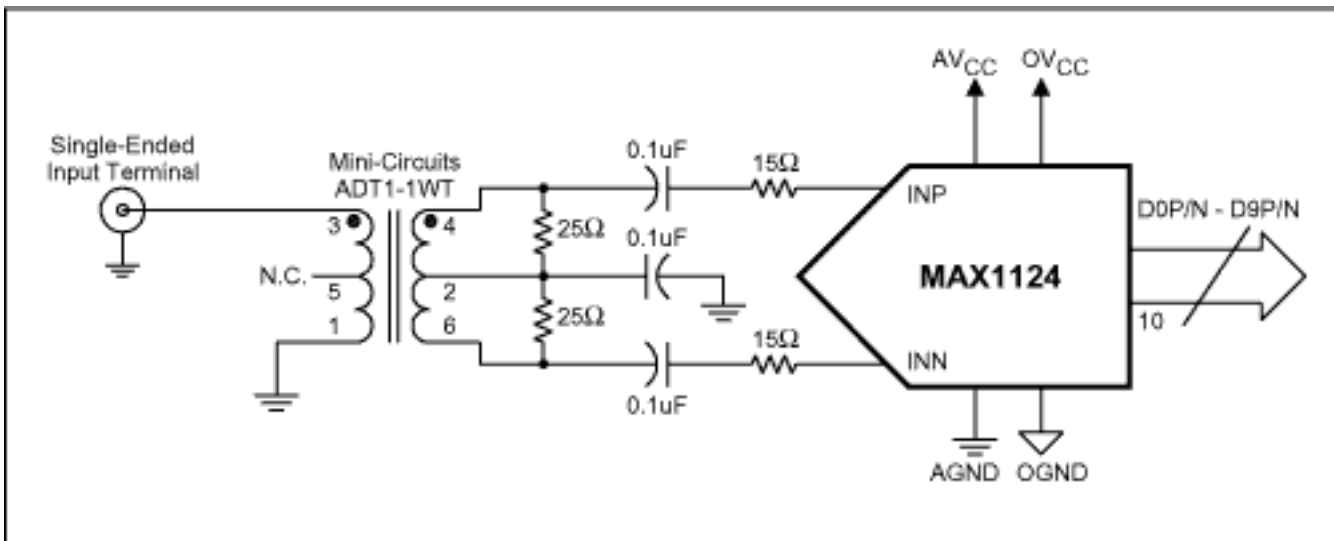 AVCC
OVCC
Single-Ended
Input Terminal
Mini-Circuits
ADT1-1WT
0.1uF
15Ω
INP
D0P/N - D9P/N
3
4
25Ω
0.1uF
N.C.
5
2
MAX1124
1
6
25Ω
15Ω
10
INN
0.1uF
AGND
OGND